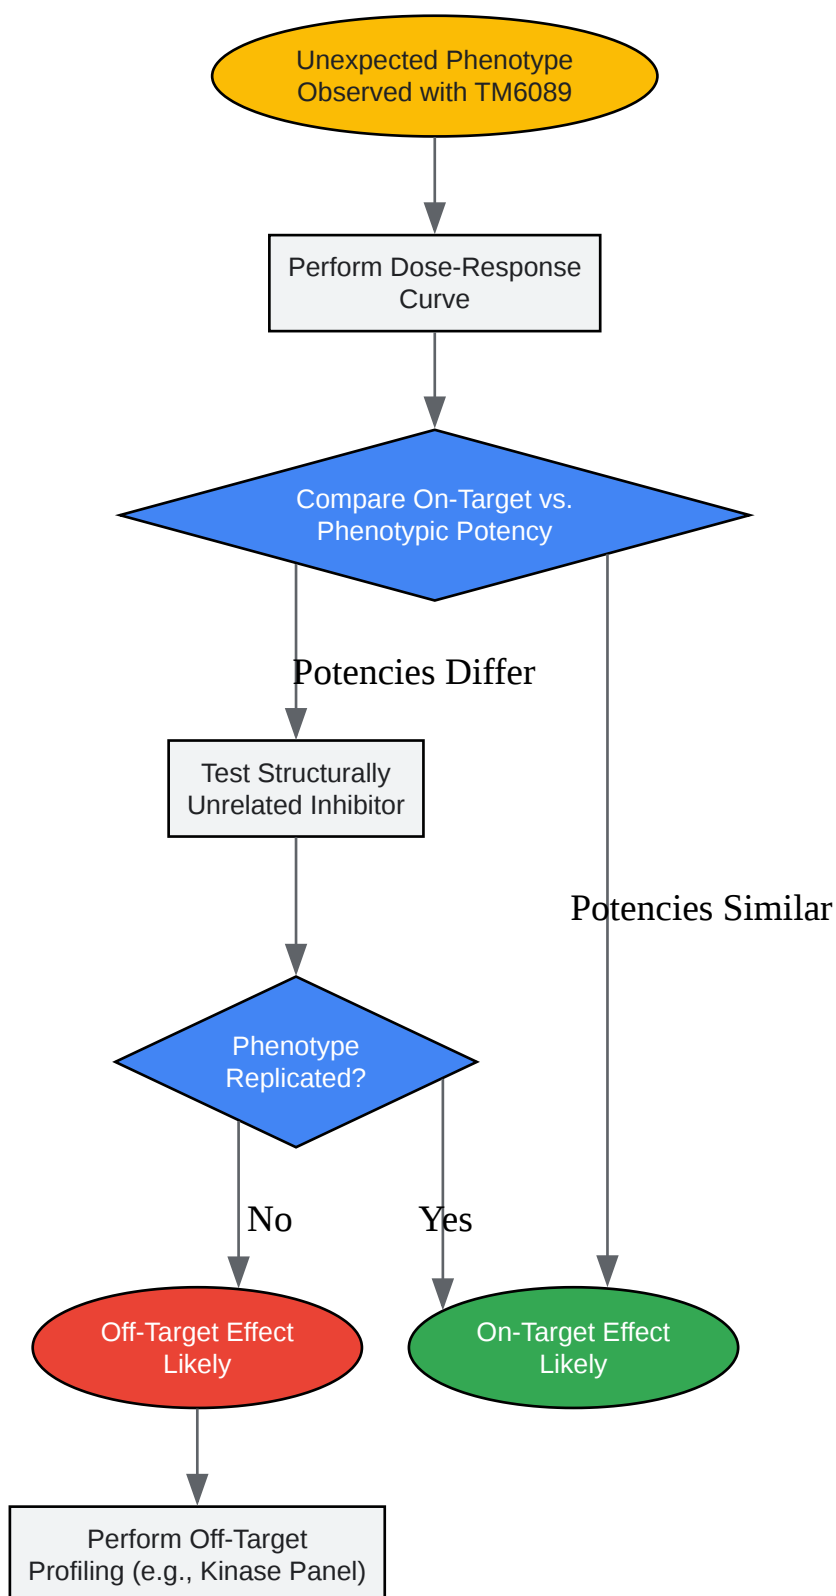 Unexpected Phenotype
Observed with TM6089
Perform Dose-Response
Curve
Compare On-Target vs.
Phenotypic Potency
Potencies Differ
Test Structurally
Unrelated Inhibitor
Potencies Similar
Phenotype
Replicated?
No
Yes
Off-Target Effect
Likely
On-Target Effect
Likely
Perform Off-Target
Profiling (e.g., Kinase Panel)